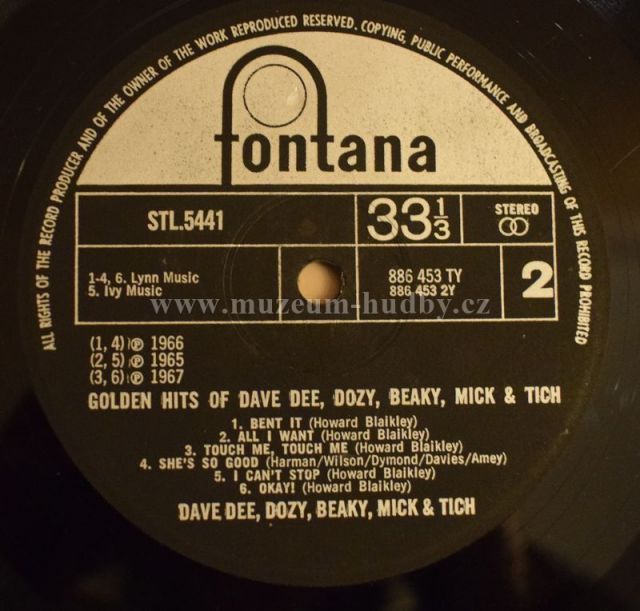 ALL RIGHTS OF THE RECORD PRODUCER AND OF THE OWNER OF THE WORK REPRODUCED RESERVED. COPYING, PUBLIC PERFORMANCE AND BROADCASTING OF THIS RECORD PROHIBITED
fontana
STL.5441
33⅓
STEREO
1-4, 6. Lynn Music
5. Ivy Music
886 453 TY
886 453 2Y
2
www.muzeum-hudby.cz
(1, 4) ℗ 1966
(2, 5) ℗ 1965
(3, 6) ℗ 1967
GOLDEN HITS OF DAVE DEE, DOZY, BEAKY, MICK & TICH
1. BENT IT (Howard Blaikley)
2. ALL I WANT (Howard Blaikley)
3. TOUCH ME, TOUCH ME (Howard Blaikley)
4. SHE'S SO GOOD (Harman/Wilson/Dymond/Davies/Amey)
5. I CAN'T STOP (Howard Blaikley)
6. OKAY! (Howard Blaikley)
DAVE DEE, DOZY, BEAKY, MICK & TICH